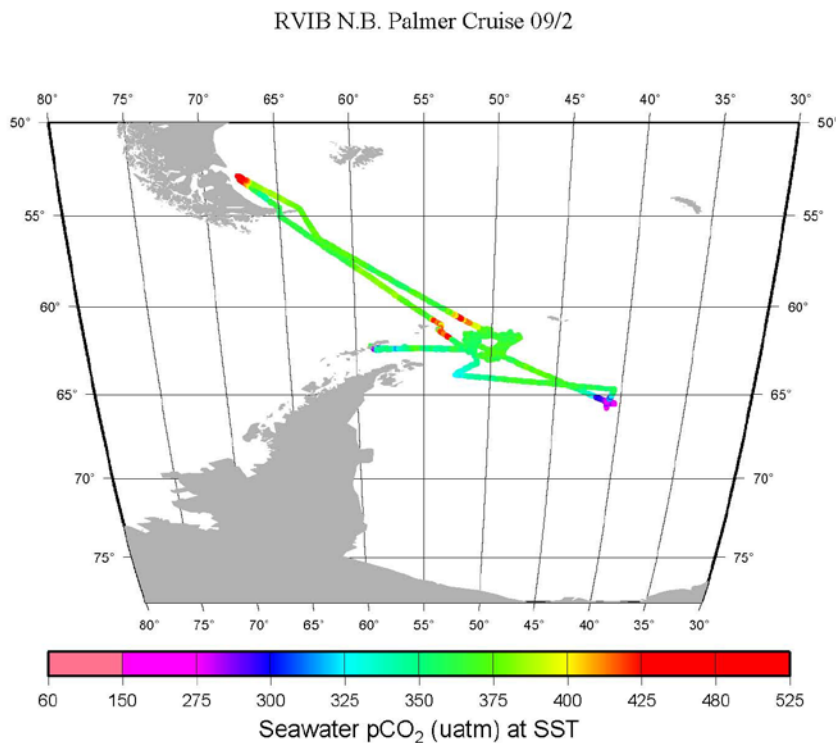 RVIB N.B. Palmer Cruise 09/2
80° 75° 70° 65° 60° 55° 50° 45° 40° 35° 30°
50° 50°
55° 55°
60° 60°
65° 65°
70° 70°
75° 75°
80° 75° 70° 65° 60° 55° 50° 45° 40° 35° 30°
60 150 275 300 325 350 375 400 425 480 525
Seawater pCO₂ (uatm) at SST